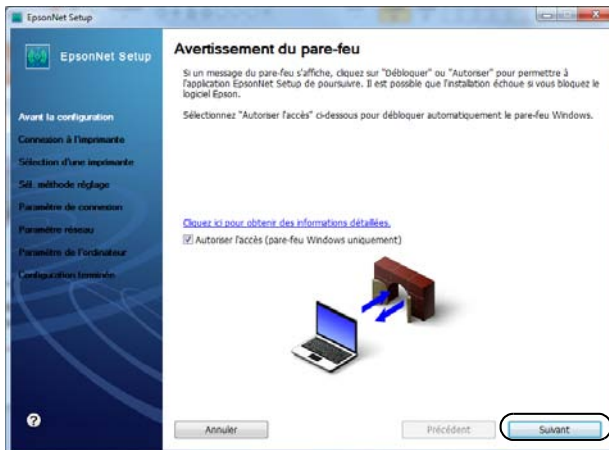 EpsonNet Setup
EpsonNet Setup
Avant la configuration
Connexion à l'imprimante
Sélection d'une imprimante
Sél. méthode réglage
Paramètre de connexion
Paramètre réseau
Paramètre de l'ordinateur
Configuration terminée
Avertissement du pare-feu
Si un message du pare-feu s'affiche, cliquez sur "Débloquer" ou "Autoriser" pour permettre à
l'application EpsonNet Setup de poursuivre. Il est possible que l'installation échoue si vous bloquez le
logiciel Epson.
Sélectionnez "Autoriser l'accès" ci-dessous pour débloquer automatiquement le pare-feu Windows.
Cliquez ici pour obtenir des informations détaillées.
Autoriser l'accès (pare-feu Windows uniquement)
?
Annuler
Précédent
Suivant